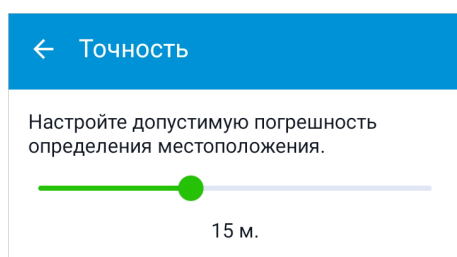 Точность
Настройте допустимую погрешность
определения местоположения.
15 м.